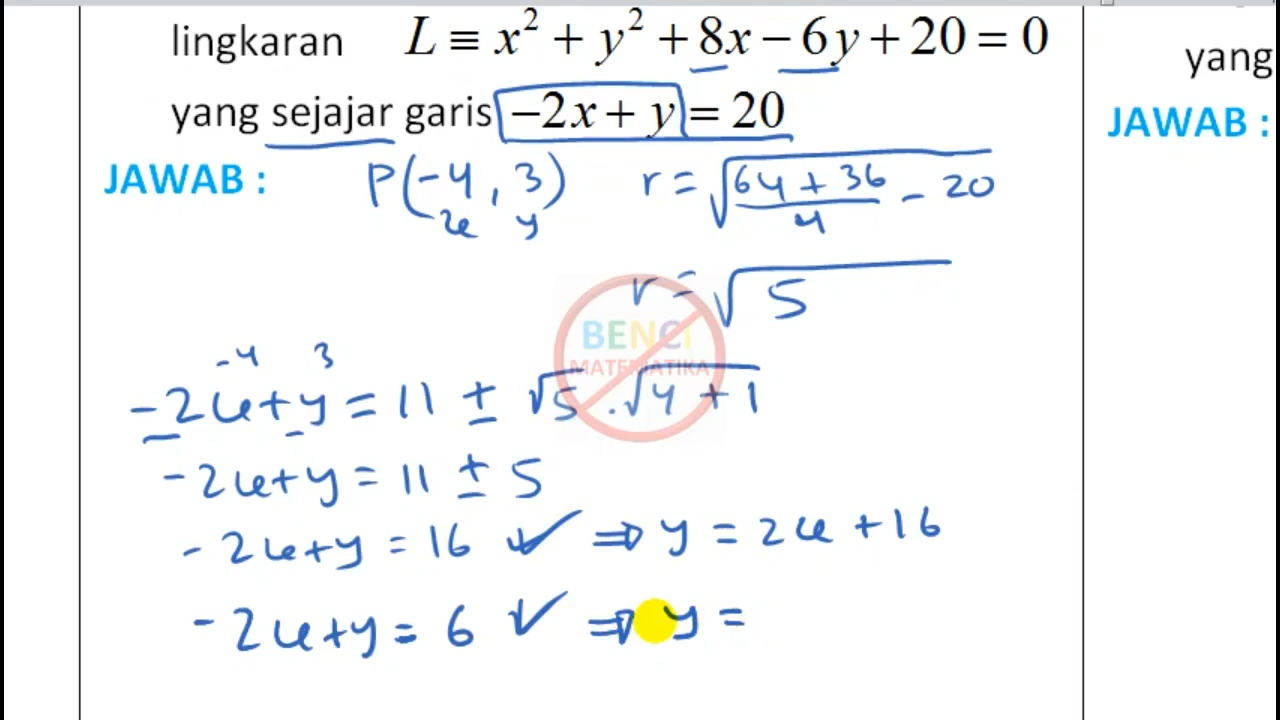 lingkaran L ≡ x² + y² + 8x − 6y + 20 = 0
yang
yang sejajar garis −2x + y = 20
JAWAB :
JAWAB : P(-4, 3) r = √((64 + 36)/4 - 20)
x y
r = √5
BENCI
MATEMATIKA
-4 3
-2x + y = 11 ± √5 . √(4 + 1)
-2x + y = 11 ± 5
-2x + y = 16 ✓ ⇒ y = 2x + 16
-2x + y = 6 ✓ ⇒ y =